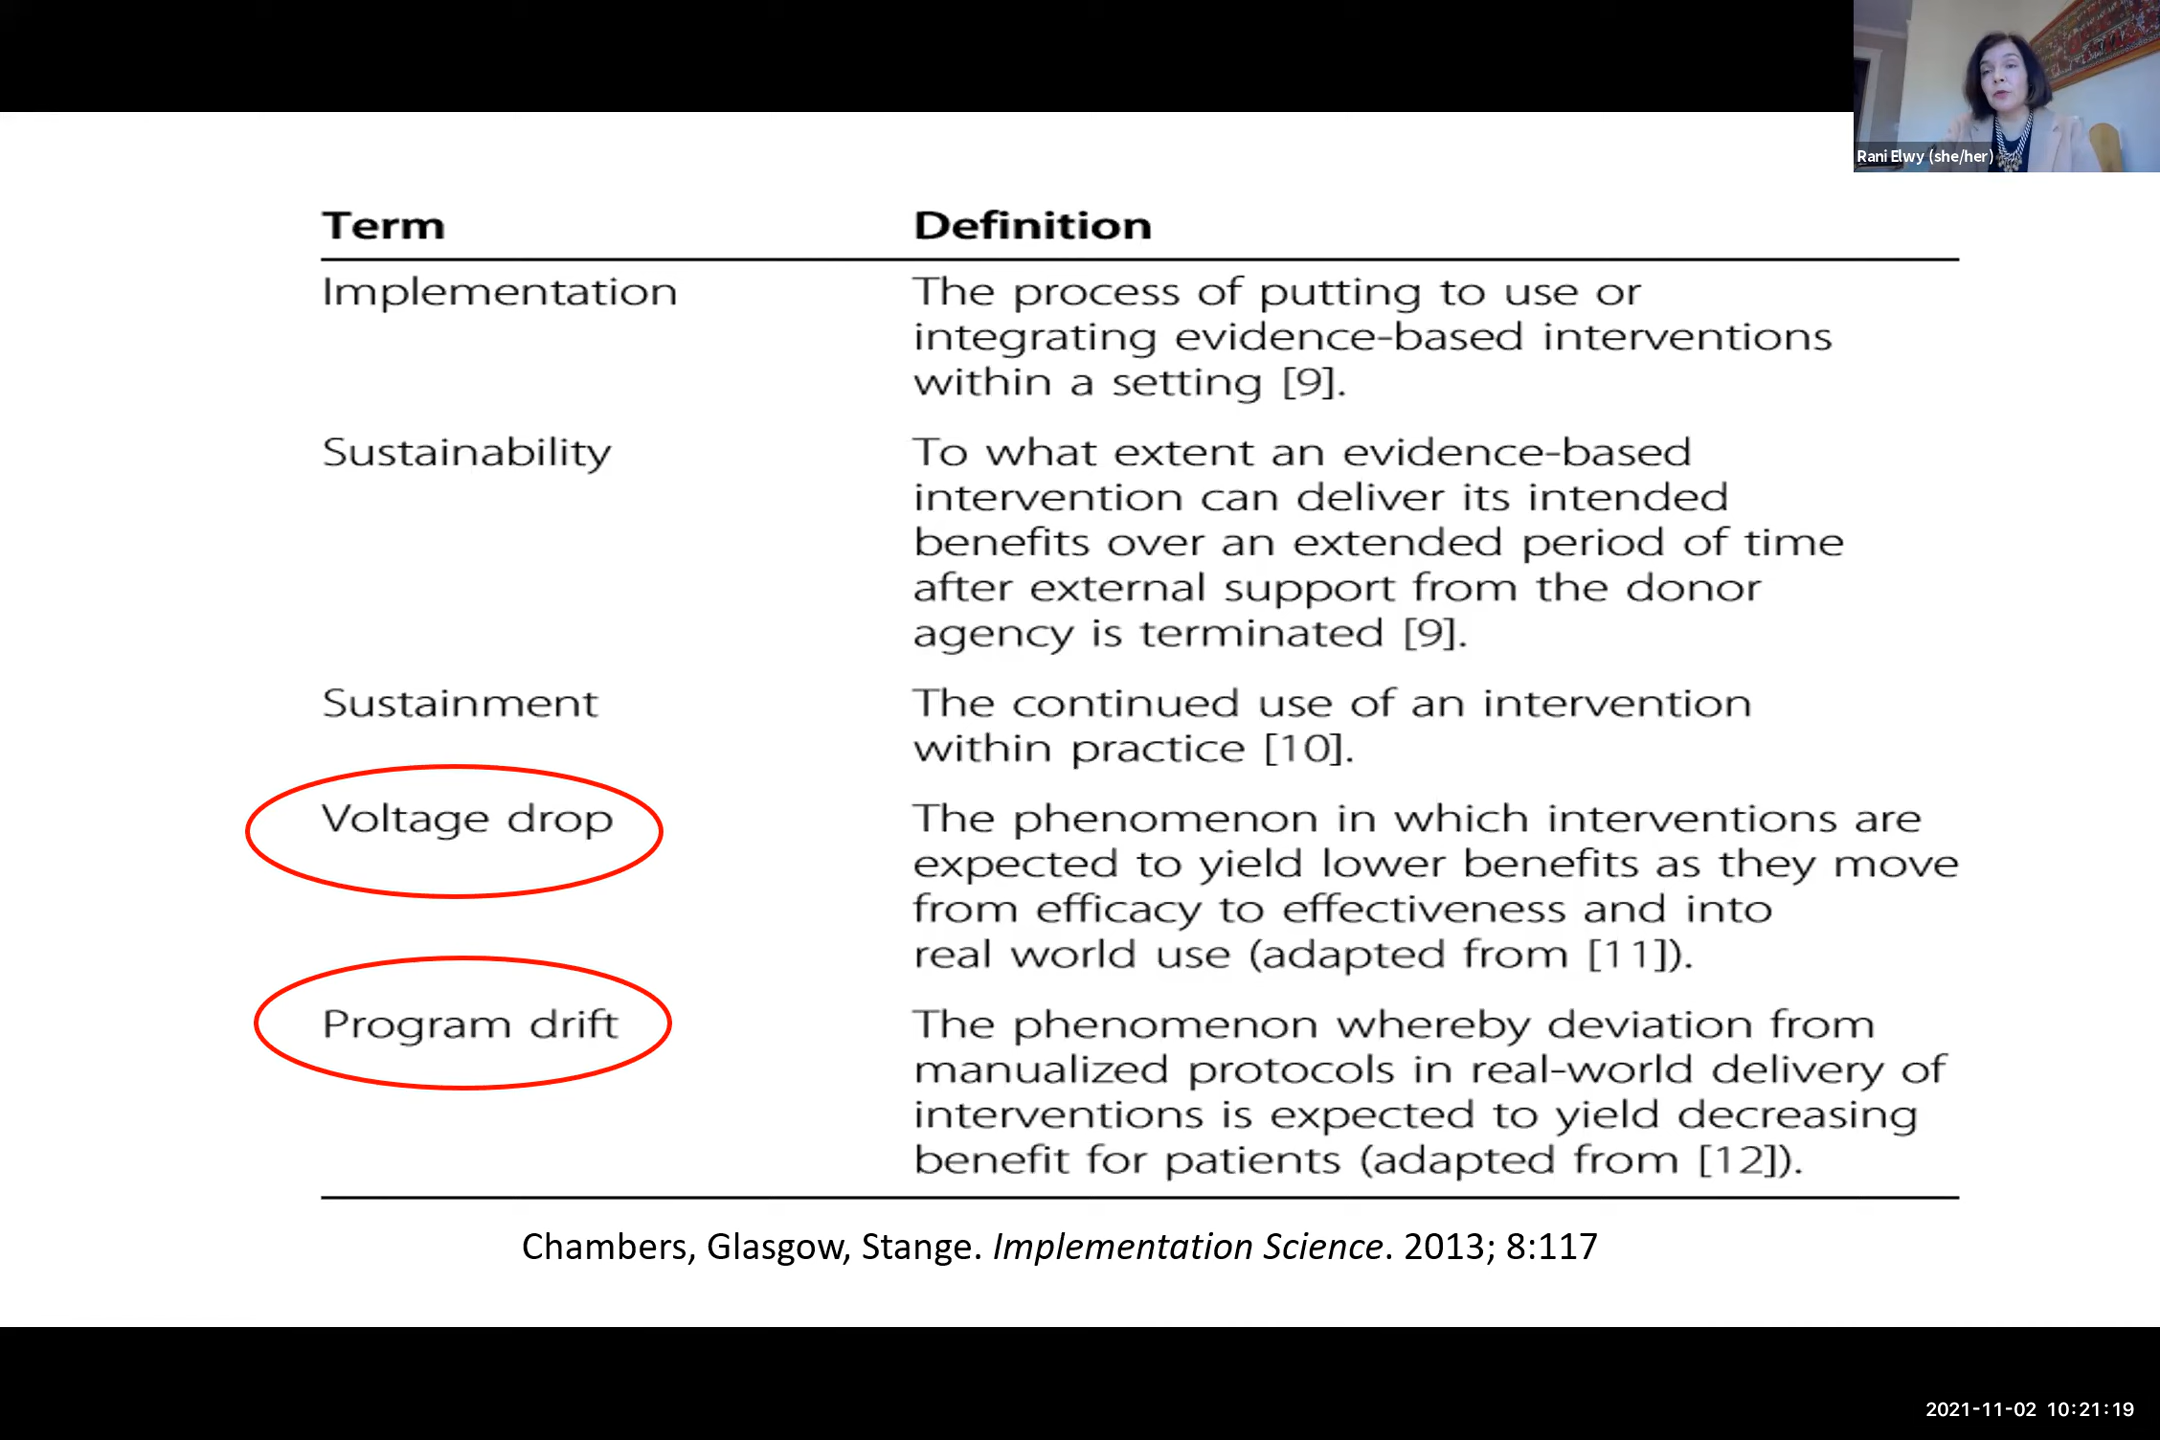 Rani Elwy (she/her)
Term Definition
Implementation The process of putting to use or
integrating evidence-based interventions
within a setting [9].
Sustainability To what extent an evidence-based
intervention can deliver its intended
benefits over an extended period of time
after external support from the donor
agency is terminated [9].
Sustainment The continued use of an intervention
within practice [10].
Voltage drop The phenomenon in which interventions are
expected to yield lower benefits as they move
from efficacy to effectiveness and into
real world use (adapted from [11]).
Program drift The phenomenon whereby deviation from
manualized protocols in real-world delivery of
interventions is expected to yield decreasing
benefit for patients (adapted from [12]).
Chambers, Glasgow, Stange. Implementation Science. 2013; 8:117
2021-11-02 10:21:19